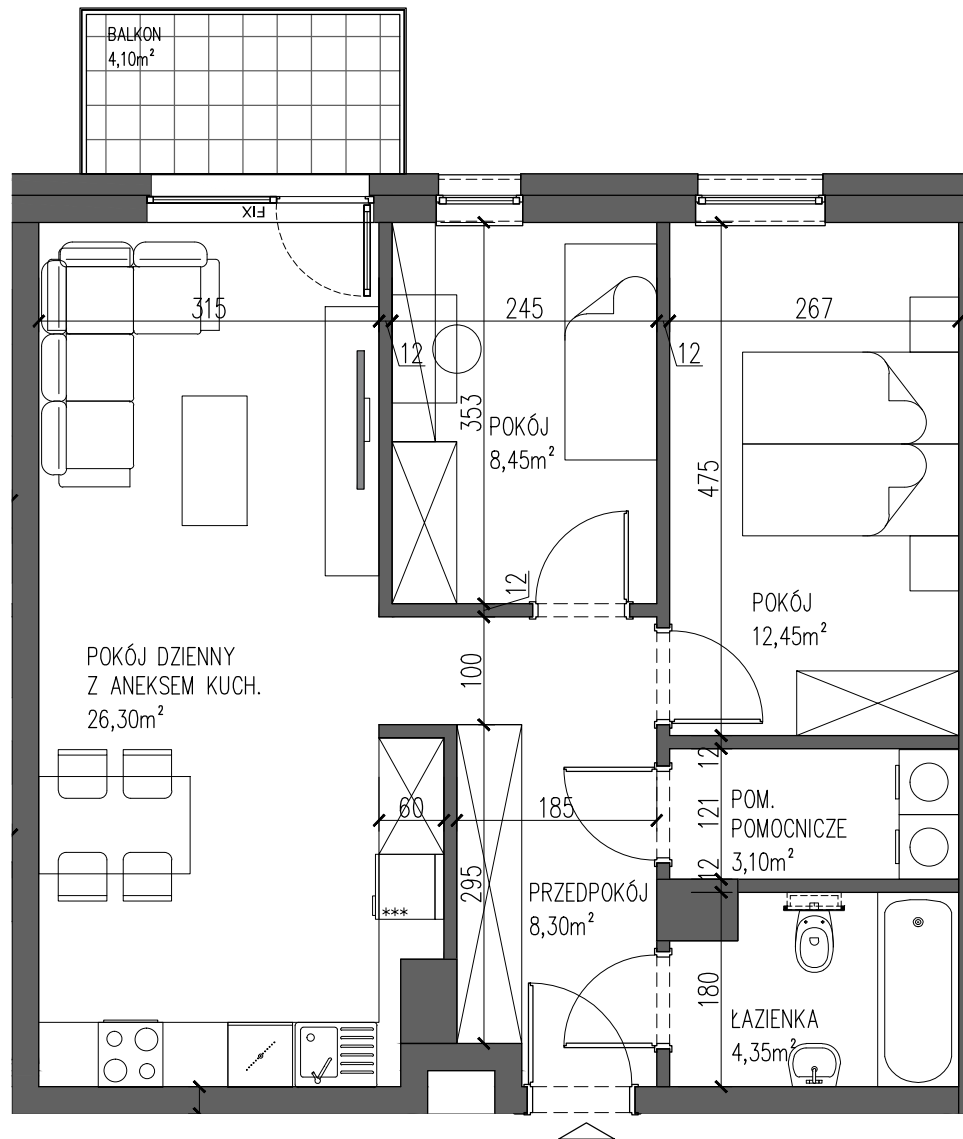 BALKON
4,10m²
FIX
315
245
267
12
12
353
POKÓJ
8,45m²
475
12
POKÓJ
12,45m²
POKÓJ DZIENNY
Z ANEKSEM KUCH.
26,30m²
100
12
60
185
121
POM.
POMOCNICZE
3,10m²
12
295
***
PRZEDPOKÓJ
8,30m²
180
ŁAZIENKA
4,35m²